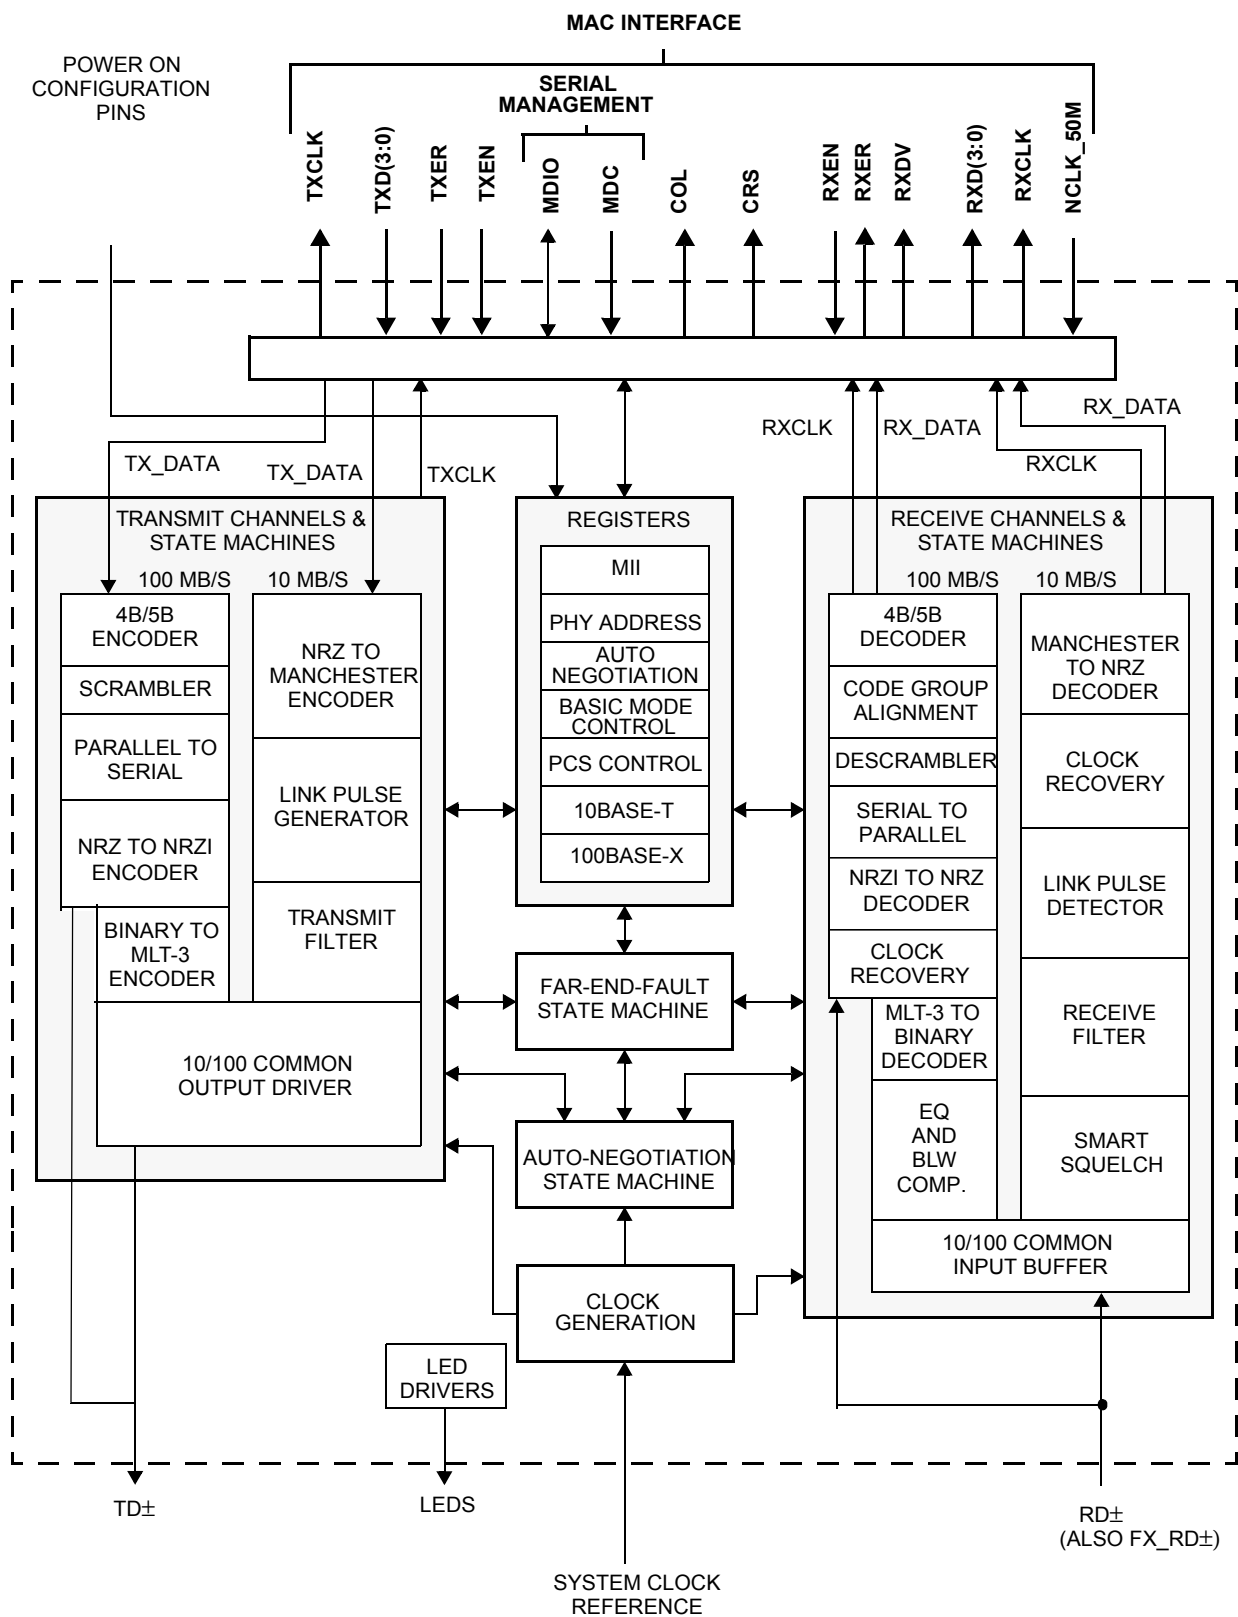 MAC INTERFACE
POWER ON
CONFIGURATION
PINS
SERIAL
MANAGEMENT
TXCLK
TXD(3:0)
TXER
TXEN
MDIO
MDC
COL
CRS
RXEN
RXER
RXDV
RXD(3:0)
RXCLK
NCLK_50M
TX_DATA
TX_DATA
TXCLK
RXCLK
RX_DATA
RXCLK
RX_DATA
TRANSMIT CHANNELS &
STATE MACHINES
100 MB/S
10 MB/S
4B/5B
ENCODER
SCRAMBLER
PARALLEL TO
SERIAL
NRZ TO NRZI
ENCODER
BINARY TO
MLT-3
ENCODER
NRZ TO
MANCHESTER
ENCODER
LINK PULSE
GENERATOR
TRANSMIT
FILTER
10/100 COMMON
OUTPUT DRIVER
REGISTERS
MII
PHY ADDRESS
AUTO
NEGOTIATION
BASIC MODE
CONTROL
PCS CONTROL
10BASE-T
100BASE-X
FAR-END-FAULT
STATE MACHINE
AUTO-NEGOTIATION
STATE MACHINE
CLOCK
GENERATION
LED
DRIVERS
RECEIVE CHANNELS &
STATE MACHINES
100 MB/S
10 MB/S
4B/5B
DECODER
CODE GROUP
ALIGNMENT
DESCRAMBLER
SERIAL TO
PARALLEL
NRZI TO NRZ
DECODER
CLOCK
RECOVERY
MLT-3 TO
BINARY
DECODER
EQ
AND
BLW
COMP.
MANCHESTER
TO NRZ
DECODER
CLOCK
RECOVERY
LINK PULSE
DETECTOR
RECEIVE
FILTER
SMART
SQUELCH
10/100 COMMON
INPUT BUFFER
TD±
LEDS
RD±
(ALSO FX_RD±)
SYSTEM CLOCK
REFERENCE